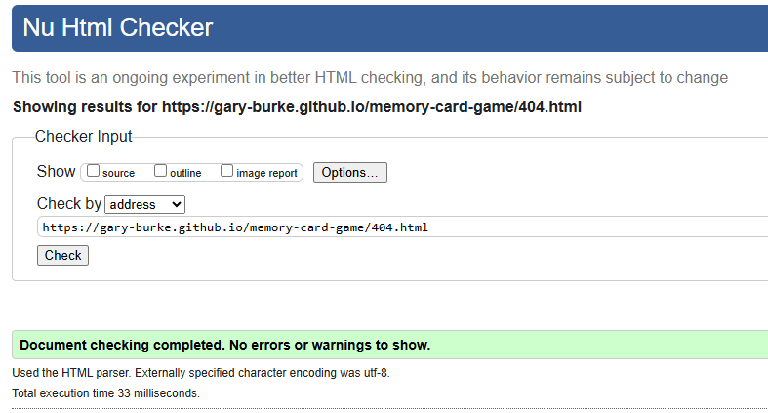 Nu Html Checker
This tool is an ongoing experiment in better HTML checking, and its behavior remains subject to change
Showing results for https://gary-burke.github.io/memory-card-game/404.html
Checker Input
Show source outline image report Options...
Check by address
https://gary-burke.github.io/memory-card-game/404.html
Check
Document checking completed. No errors or warnings to show.
Used the HTML parser. Externally specified character encoding was utf-8.
Total execution time 33 milliseconds.